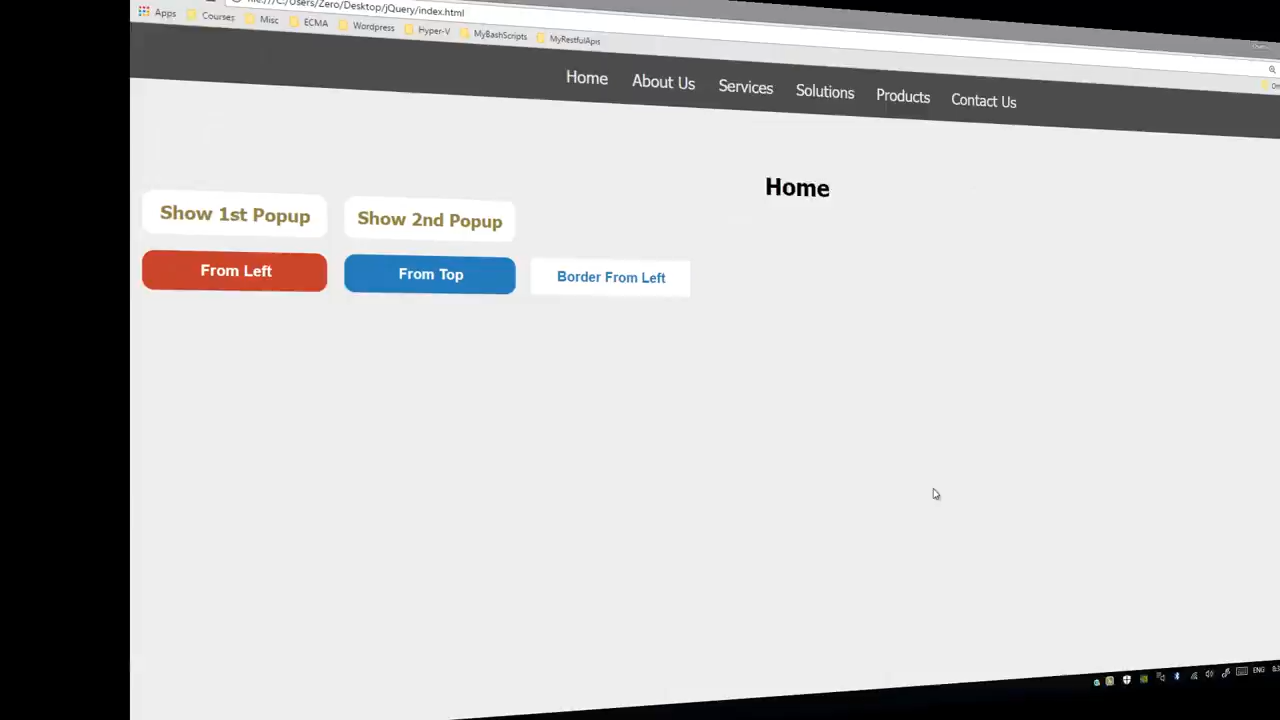 file:///C:/Users/Zero/Desktop/jQuery/index.html
Apps Courses Misc ECMA Wordpress Hyper-V MyBashScripts MyRestfulApis
Home About Us Services Solutions Products Contact Us
Home
Show 1st Popup Show 2nd Popup
From Left From Top Border From Left
ENG